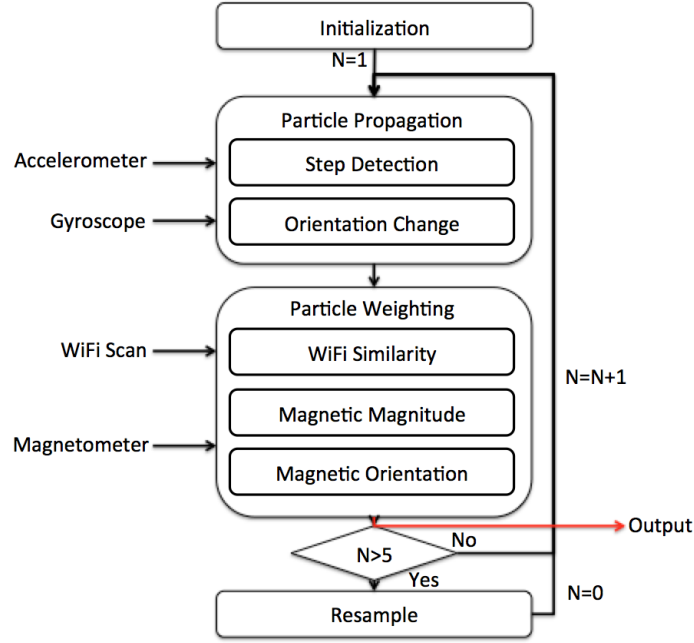 Initialization
N=1
Particle Propagation
Accelerometer
Step Detection
Gyroscope
Orientation Change
Particle Weighting
WiFi Scan
WiFi Similarity
N=N+1
Magnetic Magnitude
Magnetometer
Magnetic Orientation
Output
No
N>5
Yes
N=0
Resample